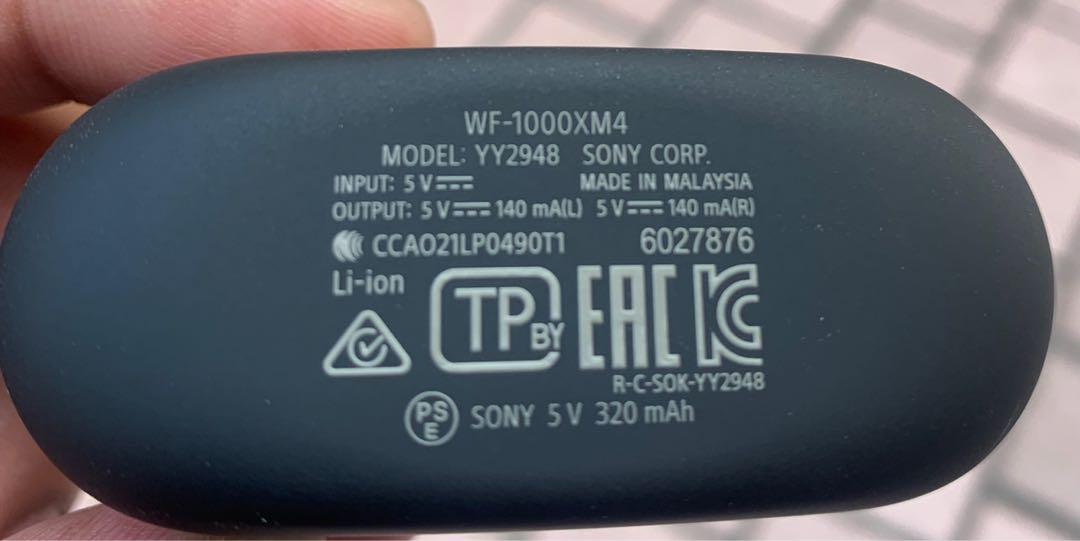 WF-1000XM4
MODEL: YY2948 SONY CORP.
INPUT: 5 V⎓ MADE IN MALAYSIA
OUTPUT: 5 V⎓ 140 mA(L) 5 V⎓ 140 mA(R)
CCAO21LP0490T1 6027876
Li-ion
TP BY EAC KC
R-C-SOK-YY2948
PSE SONY 5 V 320 mAh